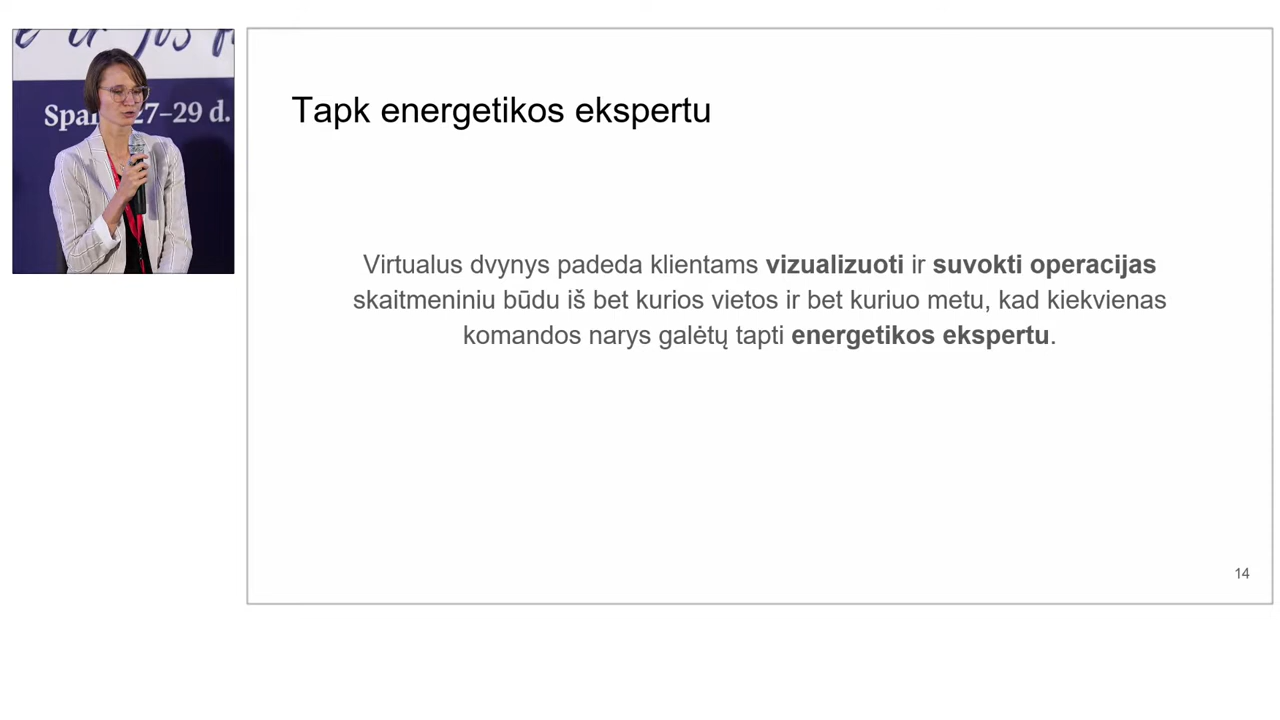 27–29 d.
Tapk energetikos ekspertu
Virtualus dvynys padeda klientams vizualizuoti ir suvokti operacijas
skaitmeniniu būdu iš bet kurios vietos ir bet kuriuo metu, kad kiekvienas
komandos narys galėtų tapti energetikos ekspertu.
14